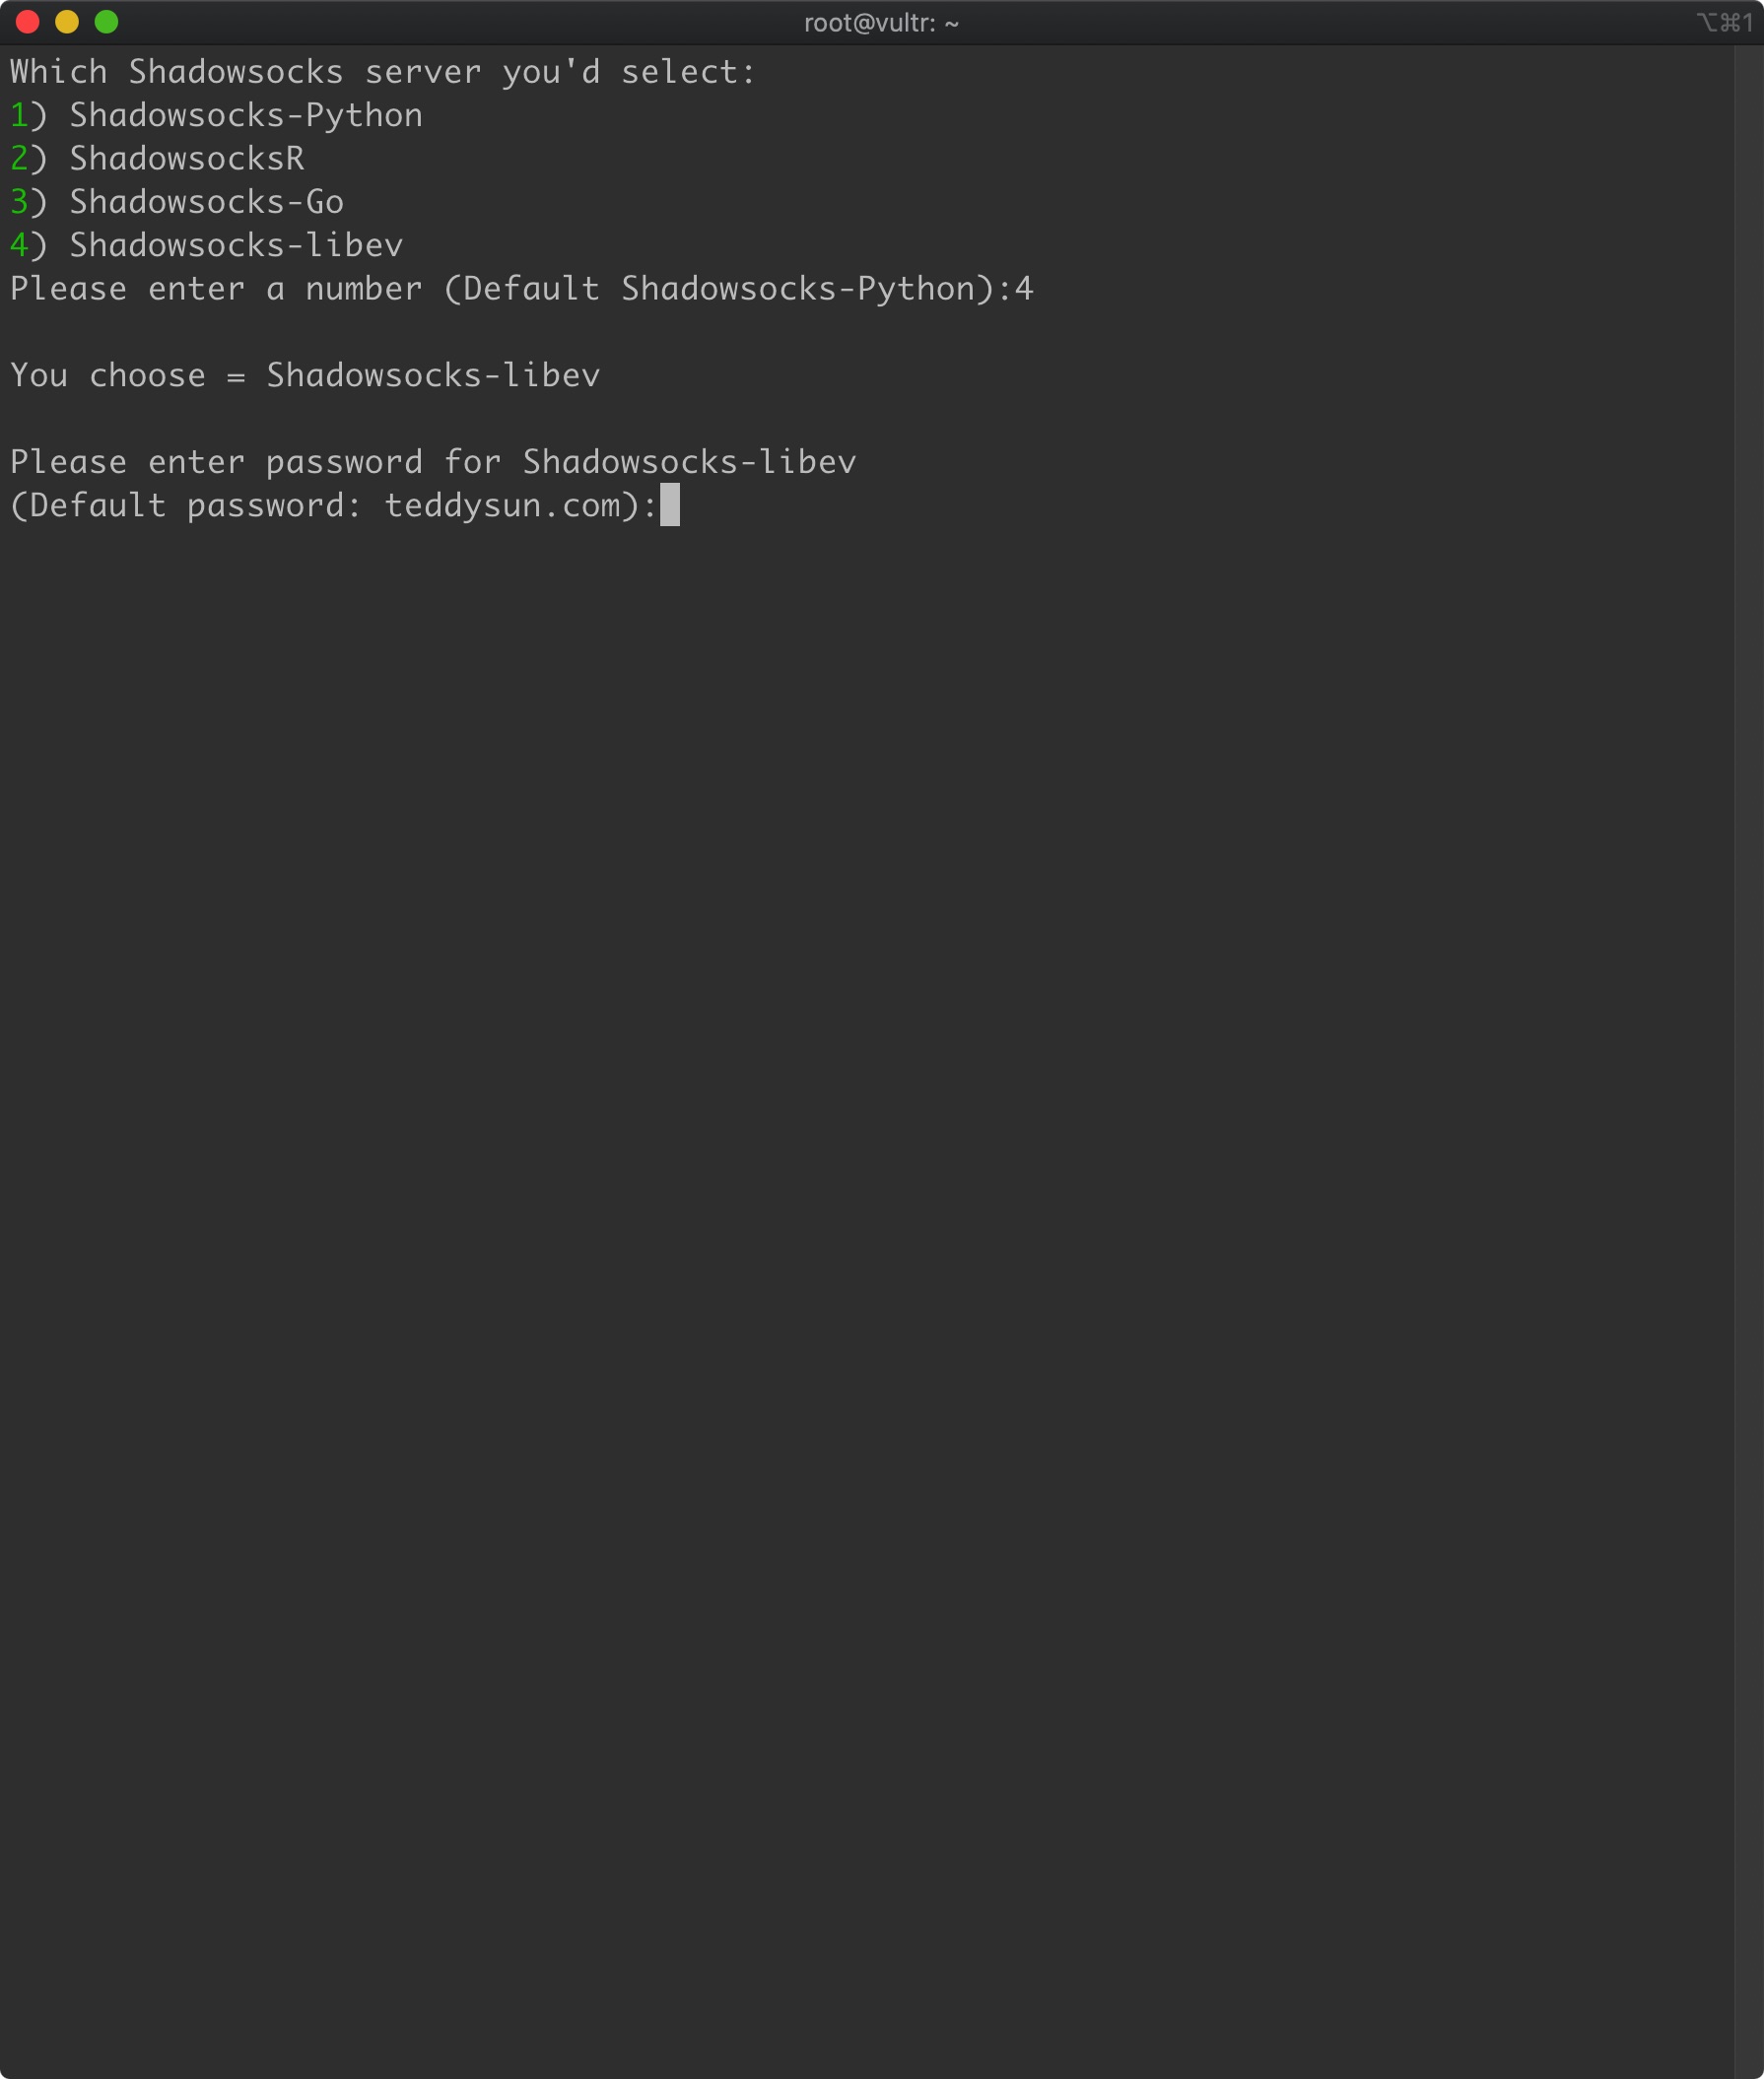 root@vultr: ~
⌥⌘1
Which Shadowsocks server you'd select:
1) Shadowsocks-Python
2) ShadowsocksR
3) Shadowsocks-Go
4) Shadowsocks-libev
Please enter a number (Default Shadowsocks-Python):4
You choose = Shadowsocks-libev
Please enter password for Shadowsocks-libev
(Default password: teddysun.com):